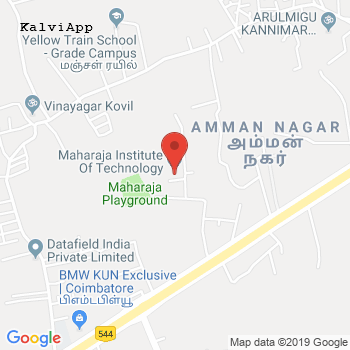 KalviApp
Yellow Train School
- Grade Campus
மஞ்சள் ரயில்
ARULMIGU
KANNIMAR...
Vinayagar Kovil
AMMAN NAGAR
அம்மன்
நகர்
Maharaja Institute
Of Technology
Maharaja
Playground
Datafield India
Private Limited
BMW KUN Exclusive
| Coimbatore
பிஎம்டபிள்யூ
544
Google
Map data ©2019 Google